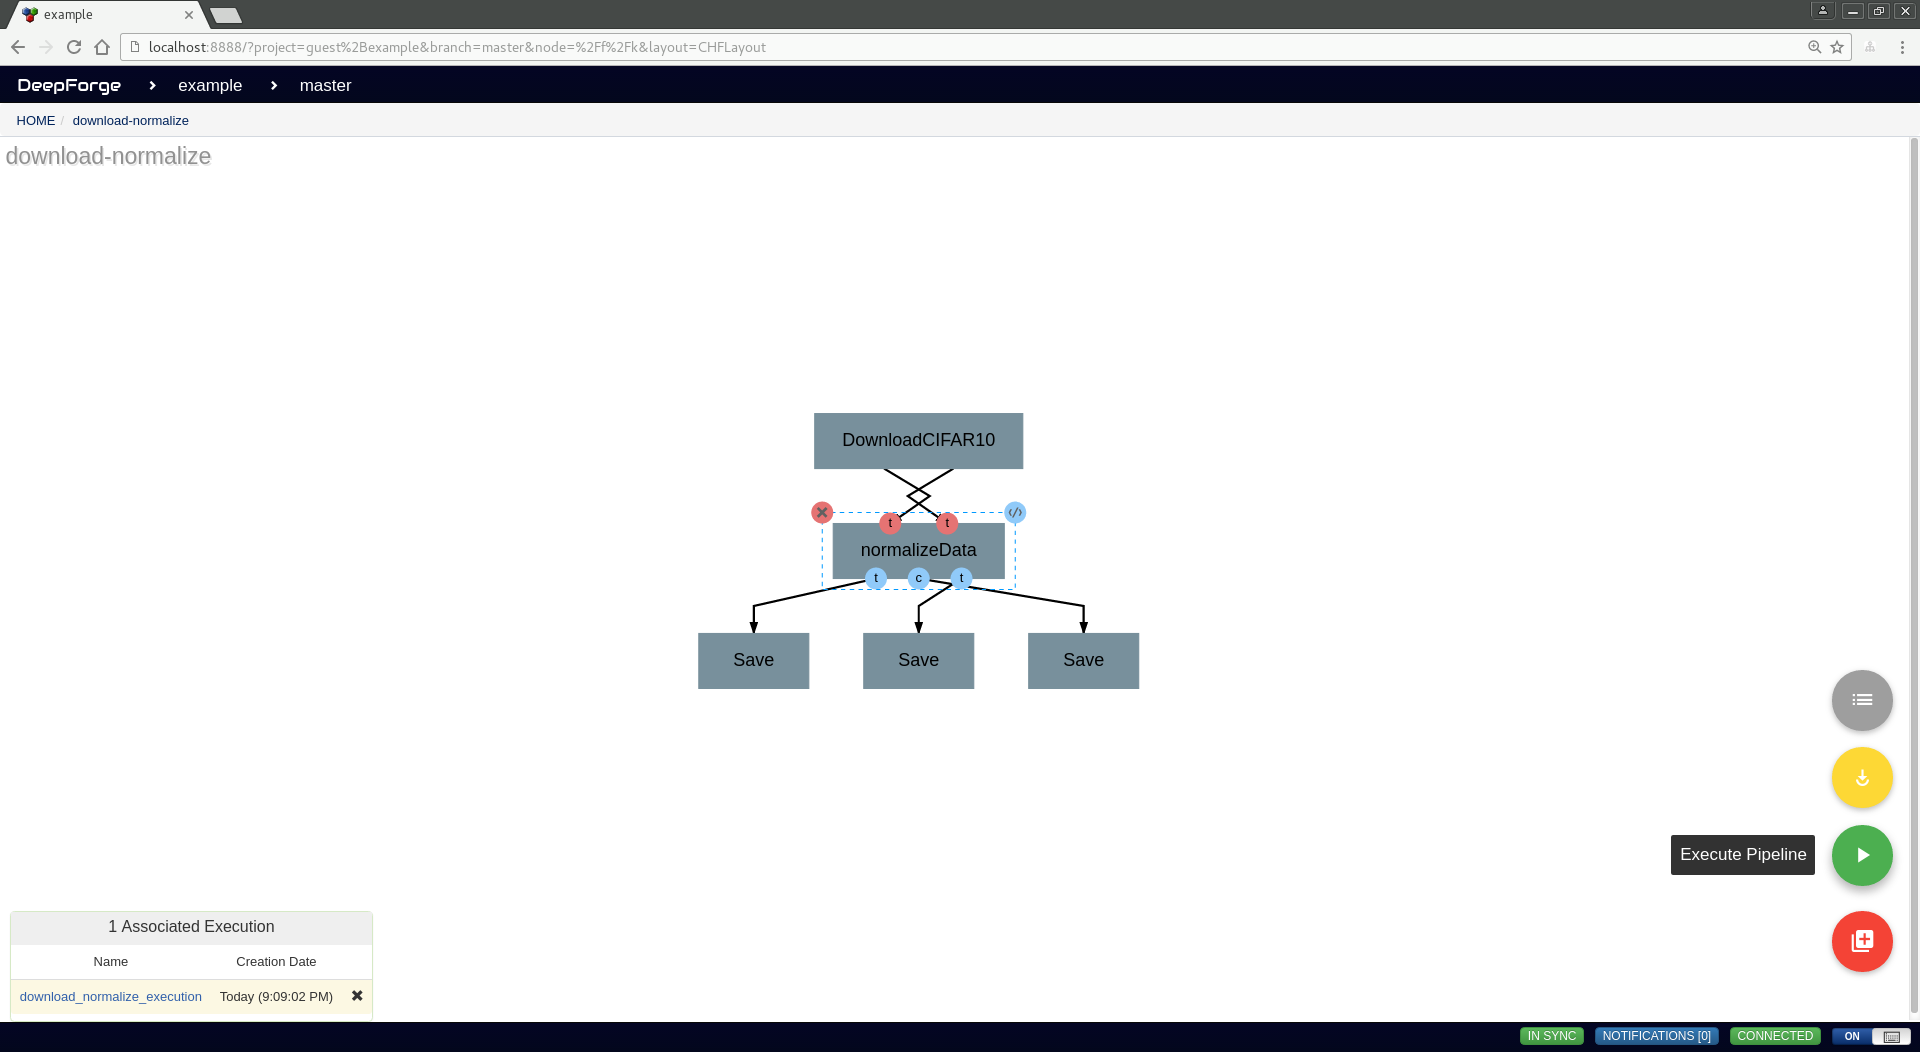 example
localhost:8888/?project=guest%2Bexample&branch=master&node=%2Ff%2Fk&layout=CHFLayout
DeepForge example master
HOME / download-normalize
download-normalize
DownloadCIFAR10
t t
</>
normalizeData
t c t
Save Save Save
Execute Pipeline
1 Associated Execution
Name Creation Date
download_normalize_execution Today (9:09:02 PM)
IN SYNC NOTIFICATIONS [0] CONNECTED ON